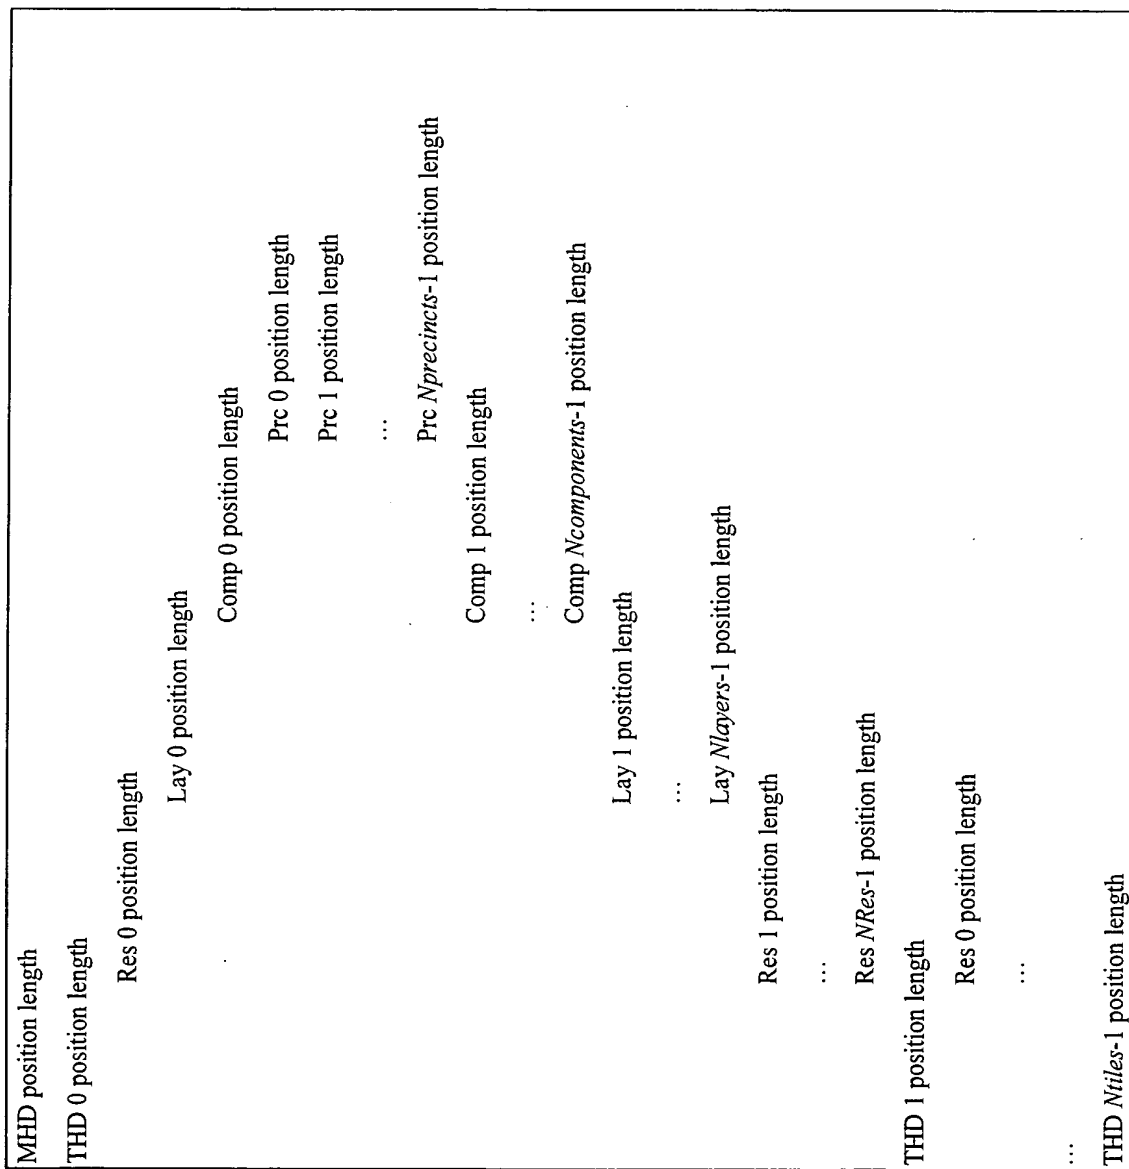 MHD position length
THD 0 position length
Res 0 position length
Lay 0 position length
Comp 0 position length
Prc 0 position length
Prc 1 position length
...
Prc Nprecincts-1 position length
Comp 1 position length
...
Comp Ncomponents-1 position length
Lay 1 position length
...
Lay Nlayers-1 position length
Res 1 position length
...
Res NRes-1 position length
THD 1 position length
Res 0 position length
...
...
THD Ntiles-1 position length